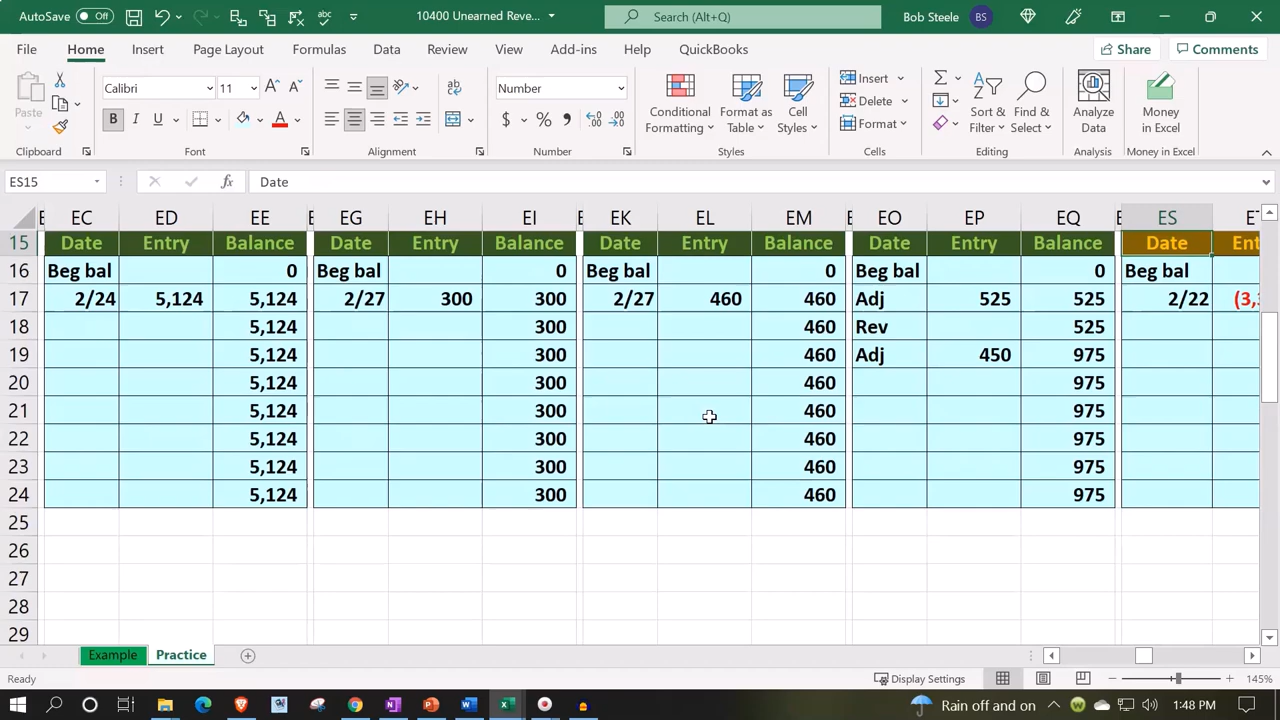 AutoSave Off 10400 Unearned Reve... Search (Alt+Q) Bob Steele BS
File Home Insert Page Layout Formulas Data Review View Add-ins Help QuickBooks Share Comments
Paste Calibri 11 Number Conditional Formatting Format as Table Cell Styles Insert Delete Format Sort & Filter Find & Select Analyze Data Money in Excel
Clipboard Font Alignment Number Styles Cells Editing Analysis Money in Excel
ES15 fx Date
E EC ED EE E EG EH EI E EK EL EM E EO EP EQ E ES ET
15 Date Entry Balance Date Entry Balance Date Entry Balance Date Entry Balance Date Ent
16 Beg bal 0 Beg bal 0 Beg bal 0 Beg bal 0 Beg bal
17 2/24 5,124 5,124 2/27 300 300 2/27 460 460 Adj 525 525 2/22
18 5,124 300 460 Rev 525
19 5,124 300 460 Adj 450 975
20 5,124 300 460 975
21 5,124 300 460 975
22 5,124 300 460 975
23 5,124 300 460 975
24 5,124 300 460 975
25
26
27
28
29
Example Practice
Ready Display Settings 145%
Rain off and on 1:48 PM